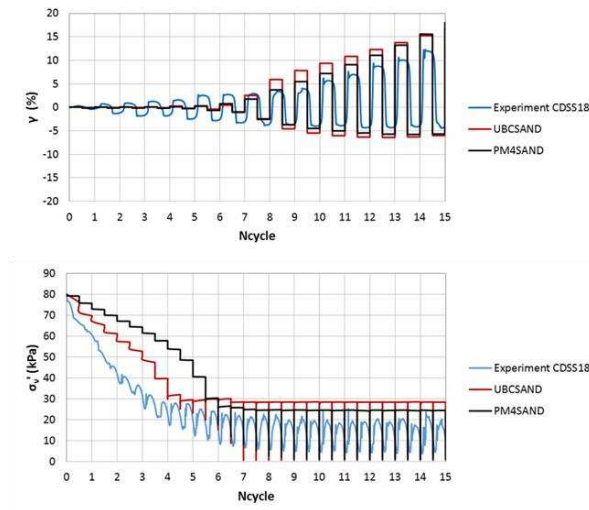 20
15
10
5
0
-5
-10
-15
-20
γ (%)
0 1 2 3 4 5 6 7 8 9 10 11 12 13 14 15
Ncycle
Experiment CDSS18
UBCSAND
PM4SAND
90
80
70
60
50
40
30
20
10
0
σv' (kPa)
0 1 2 3 4 5 6 7 8 9 10 11 12 13 14 15
Ncycle
Experiment CDSS18
UBCSAND
PM4SAND